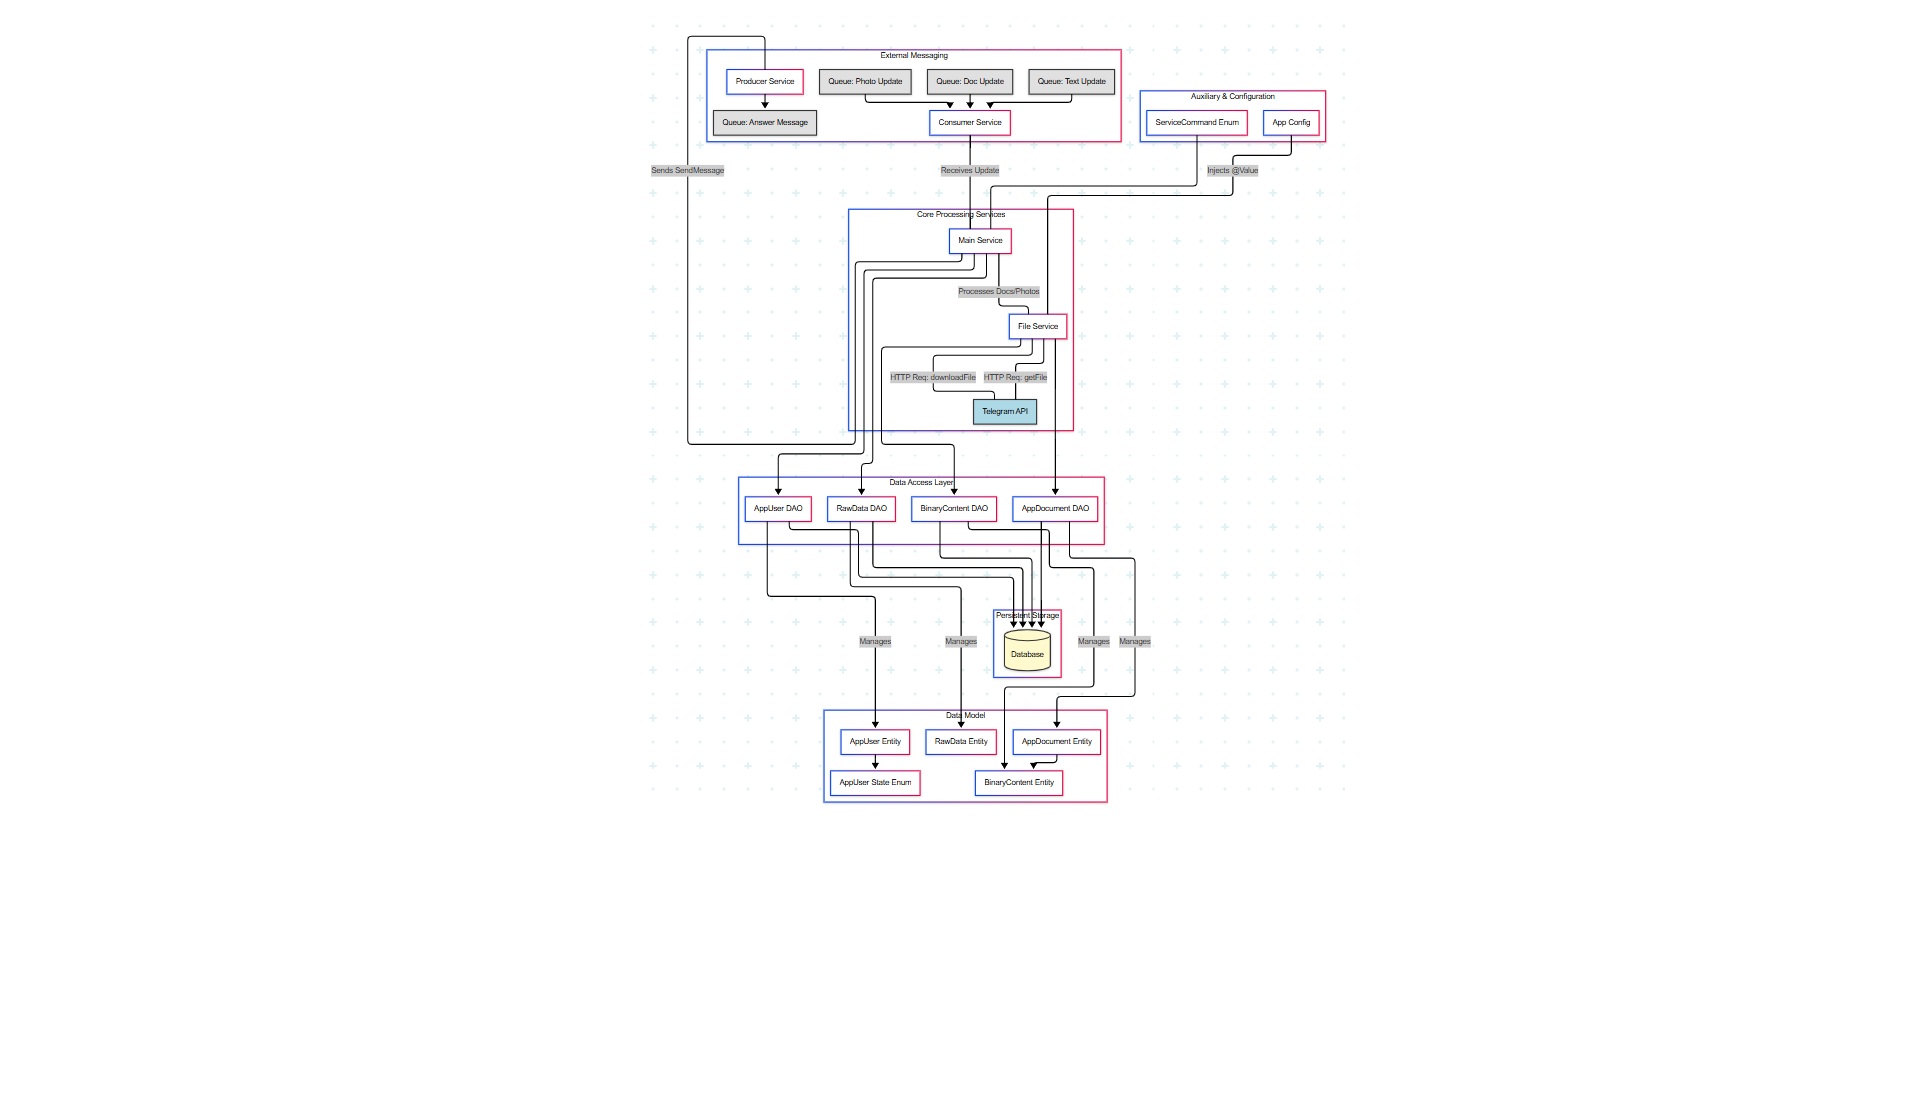 External Messaging
Producer Service
Queue: Photo Update
Queue: Doc Update
Queue: Text Update
Auxiliary & Configuration
Queue: Answer Message
Consumer Service
ServiceCommand Enum
App Config
Sends SendMessage
Receives Update
Injects @Value
Core Processing Services
Main Service
Processes Docs/Photos
File Service
HTTP Req: downloadFile
HTTP Req: getFile
Telegram API
Data Access Layer
AppUser DAO
RawData DAO
BinaryContent DAO
AppDocument DAO
Persistent Storage
Manages
Manages
Manages
Manages
Database
Data Model
AppUser Entity
RawData Entity
AppDocument Entity
AppUser State Enum
BinaryContent Entity